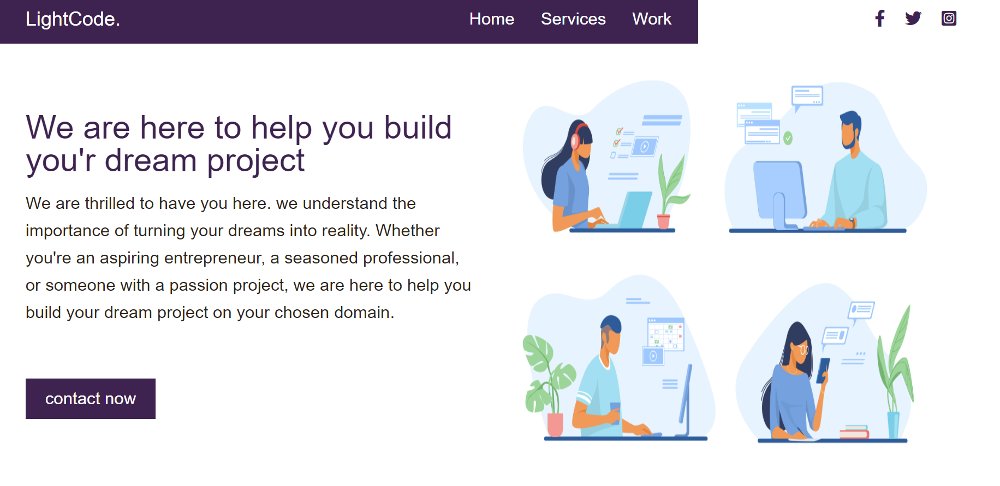 LightCode.
Home Services Work
We are here to help you build
you'r dream project
We are thrilled to have you here. we understand the
importance of turning your dreams into reality. Whether
you're an aspiring entrepreneur, a seasoned professional,
or someone with a passion project, we are here to help you
build your dream project on your chosen domain.
contact now